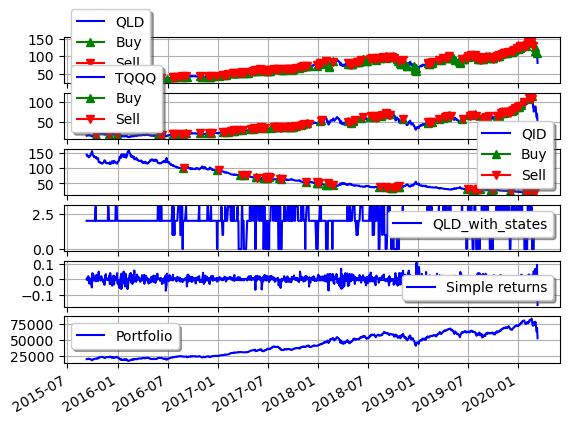 QLD
Buy
Sell
150
100
50
TQQQ
Buy
Sell
100
50
QID
Buy
Sell
150
100
50
QLD_with_states
2.5
0.0
Simple returns
0.1
0.0
−0.1
Portfolio
75000
50000
25000
2015-07
2016-01
2016-07
2017-01
2017-07
2018-01
2018-07
2019-01
2019-07
2020-01